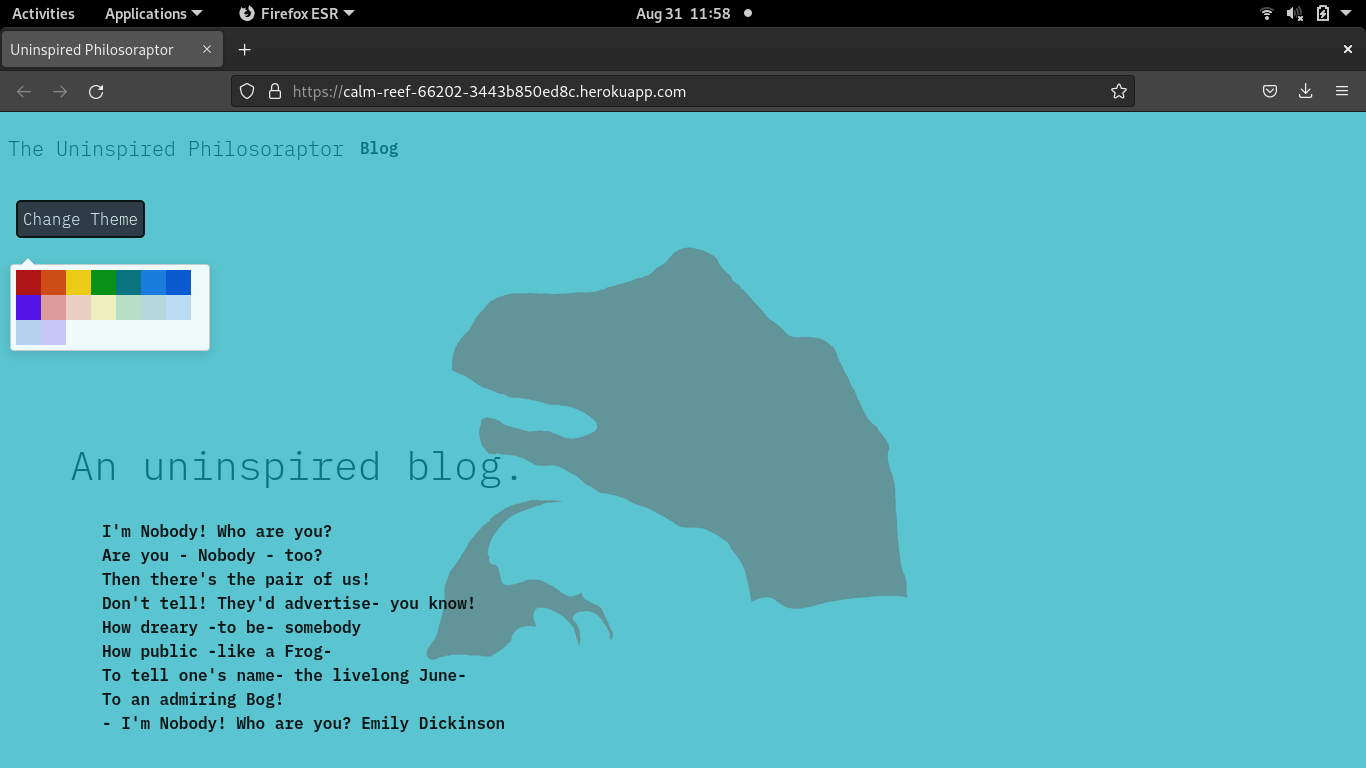 Activities Applications Firefox ESR Aug 31 11:58
Uninspired Philosoraptor
https://calm-reef-66202-3443b850ed8c.herokuapp.com
The Uninspired Philosoraptor Blog
Change Theme
An uninspired blog.
I'm Nobody! Who are you?
Are you - Nobody - too?
Then there's the pair of us!
Don't tell! They'd advertise- you know!
How dreary -to be- somebody
How public -like a Frog-
To tell one's name- the livelong June-
To an admiring Bog!
- I'm Nobody! Who are you? Emily Dickinson